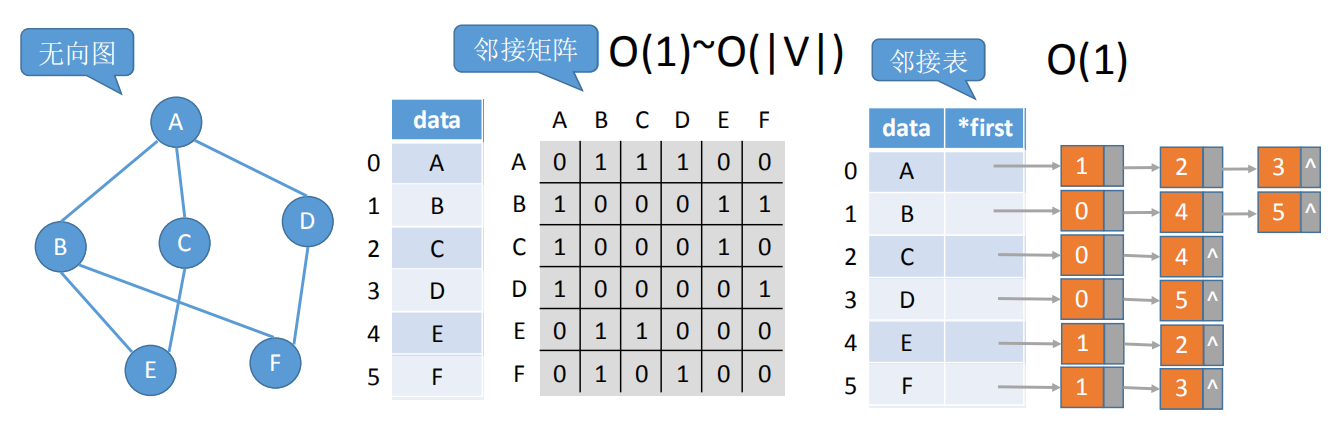 无向图
A
B
C
D
E
F
data
0 A
1 B
2 C
3 D
4 E
5 F
邻接矩阵
O(1)~O(|V|)
A B C D E F
A 0 1 1 1 0 0
B 1 0 0 0 1 1
C 1 0 0 0 1 0
D 1 0 0 0 0 1
E 0 1 1 0 0 0
F 0 1 0 1 0 0
邻接表
O(1)
data *first
0 A 1 2 3 ^
1 B 0 4 5 ^
2 C 0 4 ^
3 D 0 5 ^
4 E 1 2 ^
5 F 1 3 ^